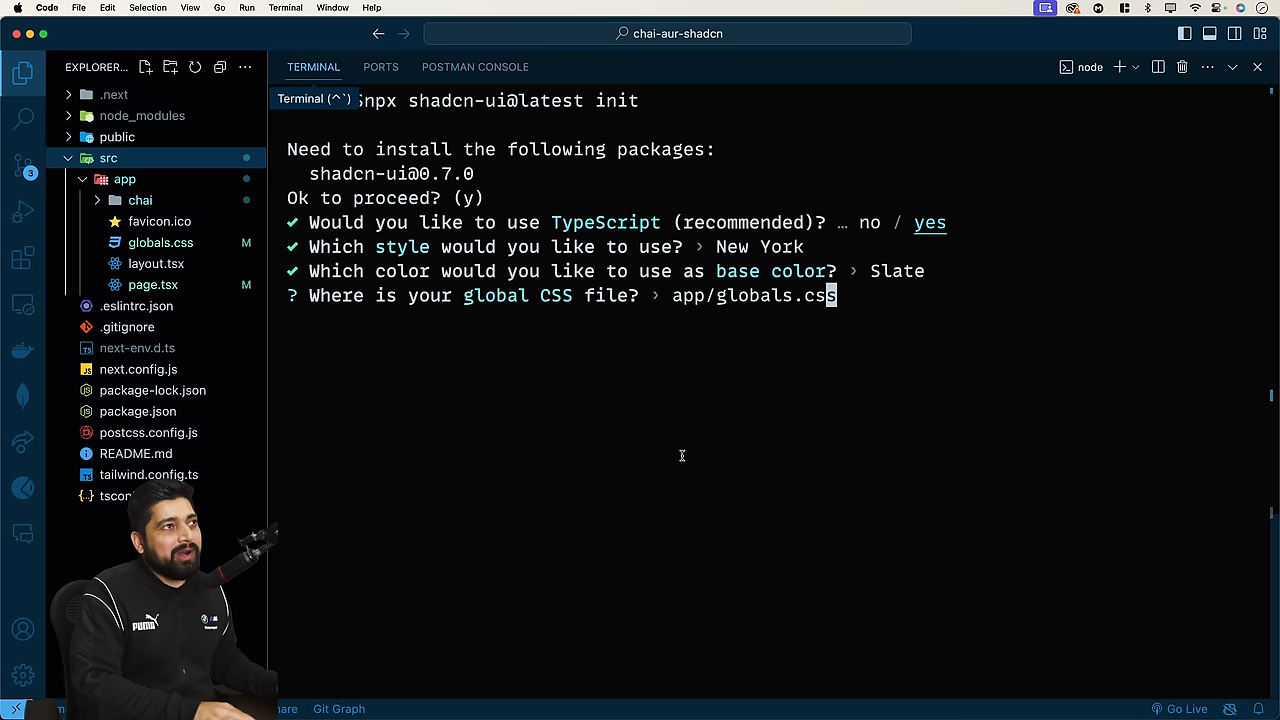 Code File Edit Selection View Go Run Terminal Window Help
chai-aur-shadcn
EXPLORER...
TERMINAL PORTS POSTMAN CONSOLE
node
Terminal (^`)
.next
node_modules
public
src
app
chai
favicon.ico
globals.css M
layout.tsx
page.tsx M
.eslintrc.json
.gitignore
next-env.d.ts
next.config.js
package-lock.json
package.json
postcss.config.js
README.md
tailwind.config.ts
3
npx shadcn-ui@latest init
Need to install the following packages:
shadcn-ui@0.7.0
Ok to proceed? (y)
✔ Would you like to use TypeScript (recommended)? … no / yes
✔ Which style would you like to use? › New York
✔ Which color would you like to use as base color? › Slate
? Where is your global CSS file? › app/globals.css
PUMA
Git Graph
Go Live